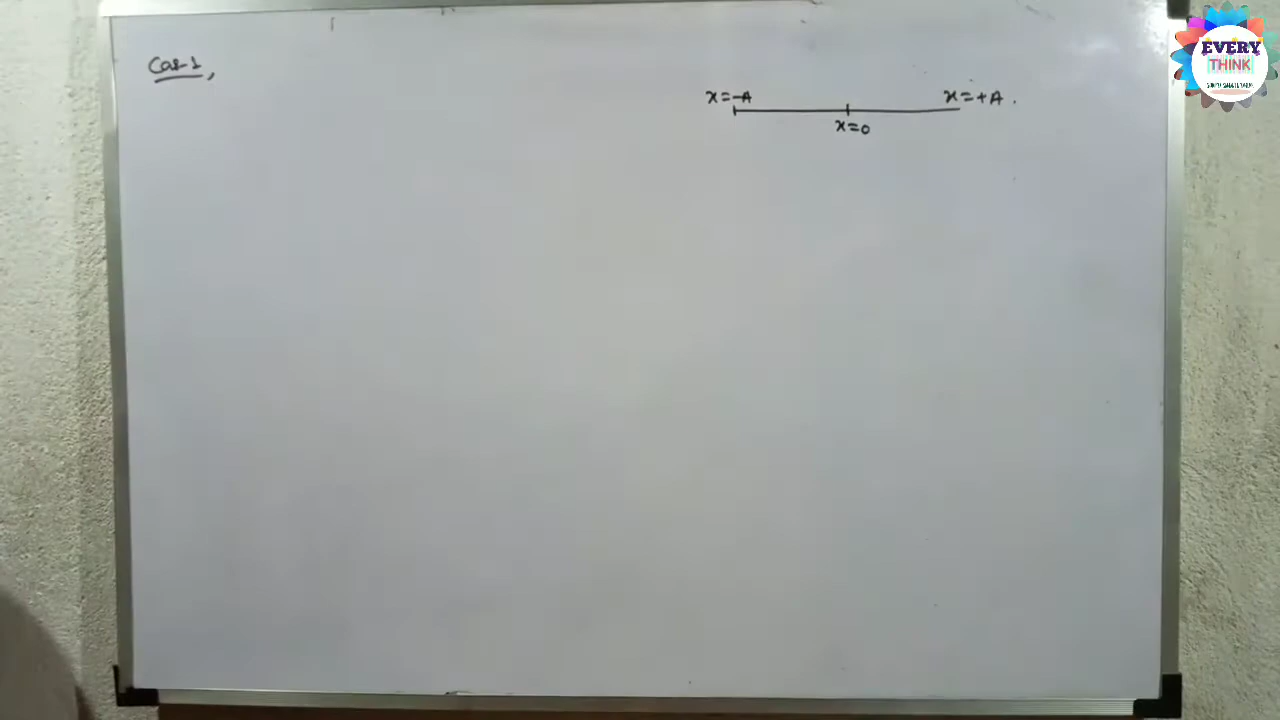 Case-1,
x=-A
x=+A.
x=0
EVERY
THINK